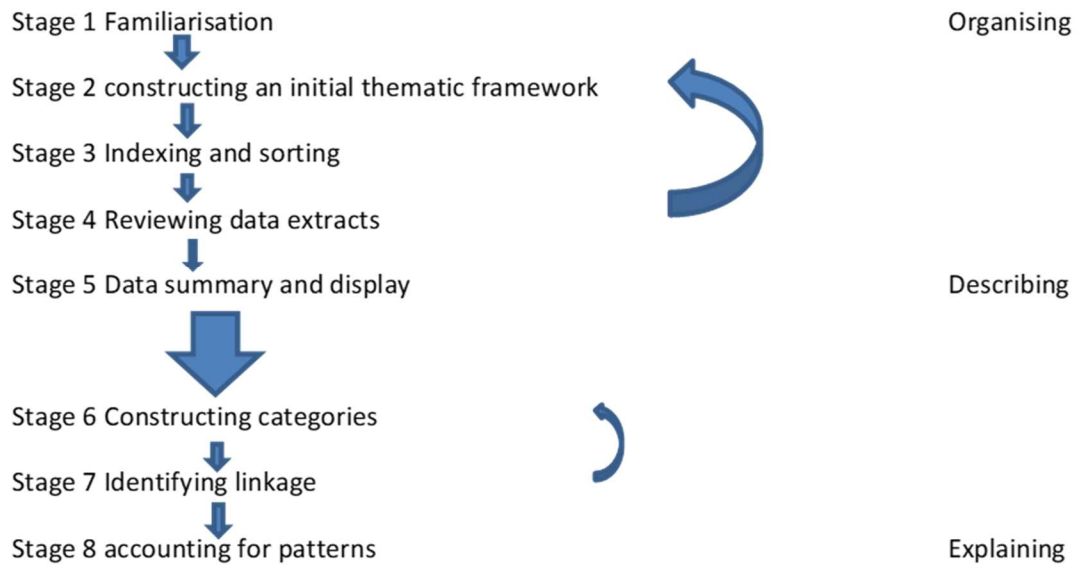 Stage 1 Familiarisation Organising
Stage 2 constructing an initial thematic framework
Stage 3 Indexing and sorting
Stage 4 Reviewing data extracts
Stage 5 Data summary and display Describing
Stage 6 Constructing categories
Stage 7 Identifying linkage
Stage 8 accounting for patterns Explaining